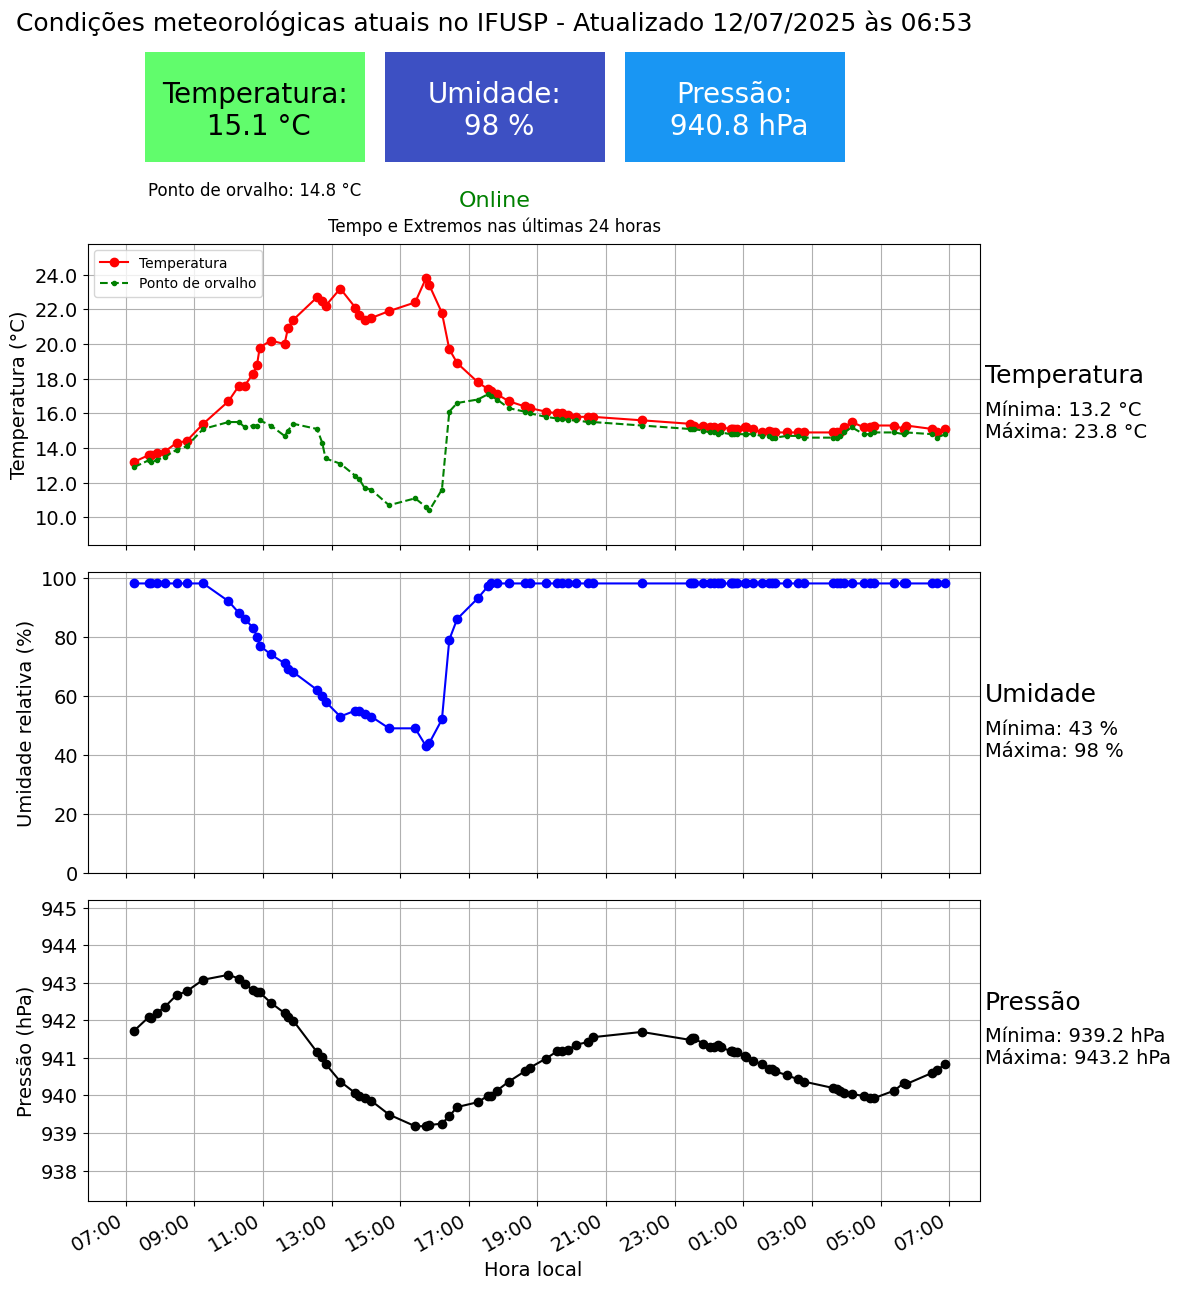 Condições meteorológicas atuais no IFUSP - Atualizado 12/07/2025 às 06:53
Temperatura:
15.1 °C
Umidade:
98 %
Pressão:
940.8 hPa
Ponto de orvalho: 14.8 °C
Online
Tempo e Extremos nas últimas 24 horas
Temperatura
Ponto de orvalho
Temperatura (°C)
24.0
22.0
20.0
18.0
16.0
14.0
12.0
10.0
Temperatura
Mínima: 13.2 °C
Máxima: 23.8 °C
Umidade relativa (%)
100
80
60
40
20
0
Umidade
Mínima: 43 %
Máxima: 98 %
Pressão (hPa)
945
944
943
942
941
940
939
938
Pressão
Mínima: 939.2 hPa
Máxima: 943.2 hPa
07:00 09:00 11:00 13:00 15:00 17:00 19:00 21:00 23:00 01:00 03:00 05:00 07:00
Hora local